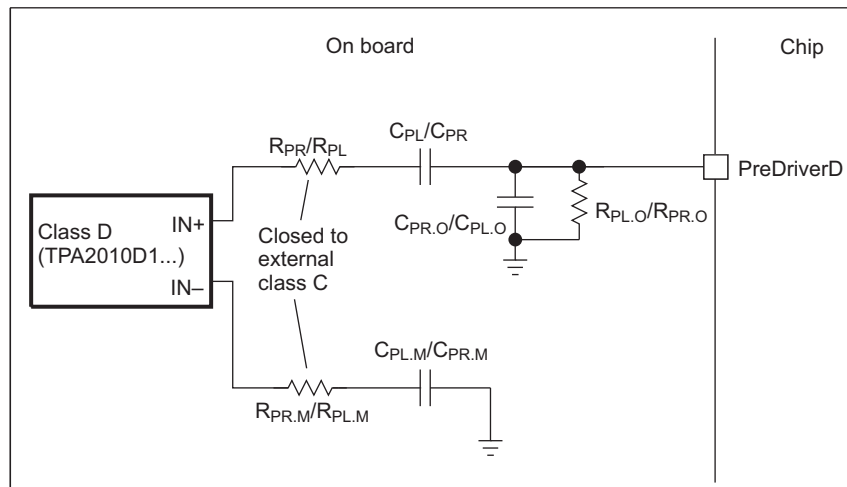 On board
Chip
C_PL/C_PR
R_PR/R_PL
PreDriverD
IN+
Class D
(TPA2010D1...)
IN–
C_PR.O/C_PL.O
R_PL.O/R_PR.O
Closed to
external
class C
C_PL.M/C_PR.M
R_PR.M/R_PL.M